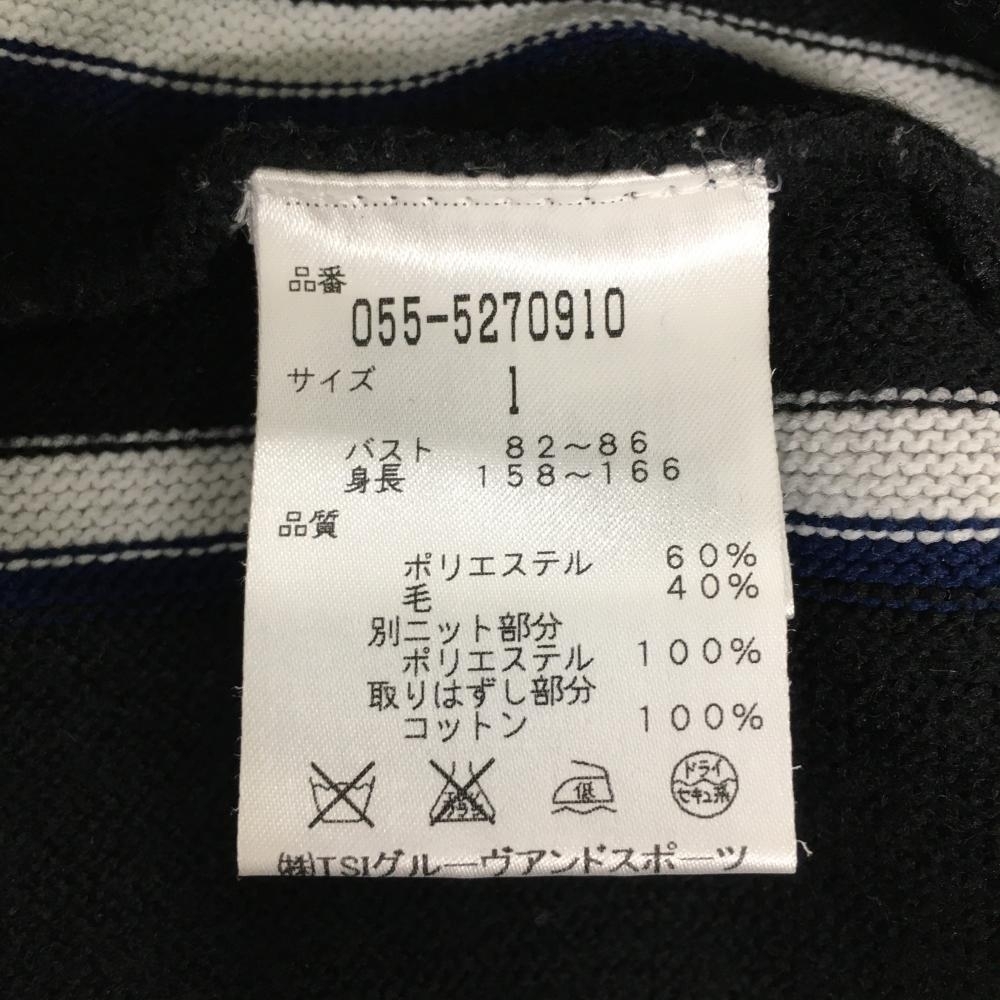 品番
055-5270910
サイズ 1
バスト 82～86
身長 158～166
品質
ポリエステル 60%
毛 40%
別ニット部分
ポリエステル 100%
取りはずし部分
コットン 100%
低
ドライ
セキユ系
㈱TSIグルーヴアンドスポーツ